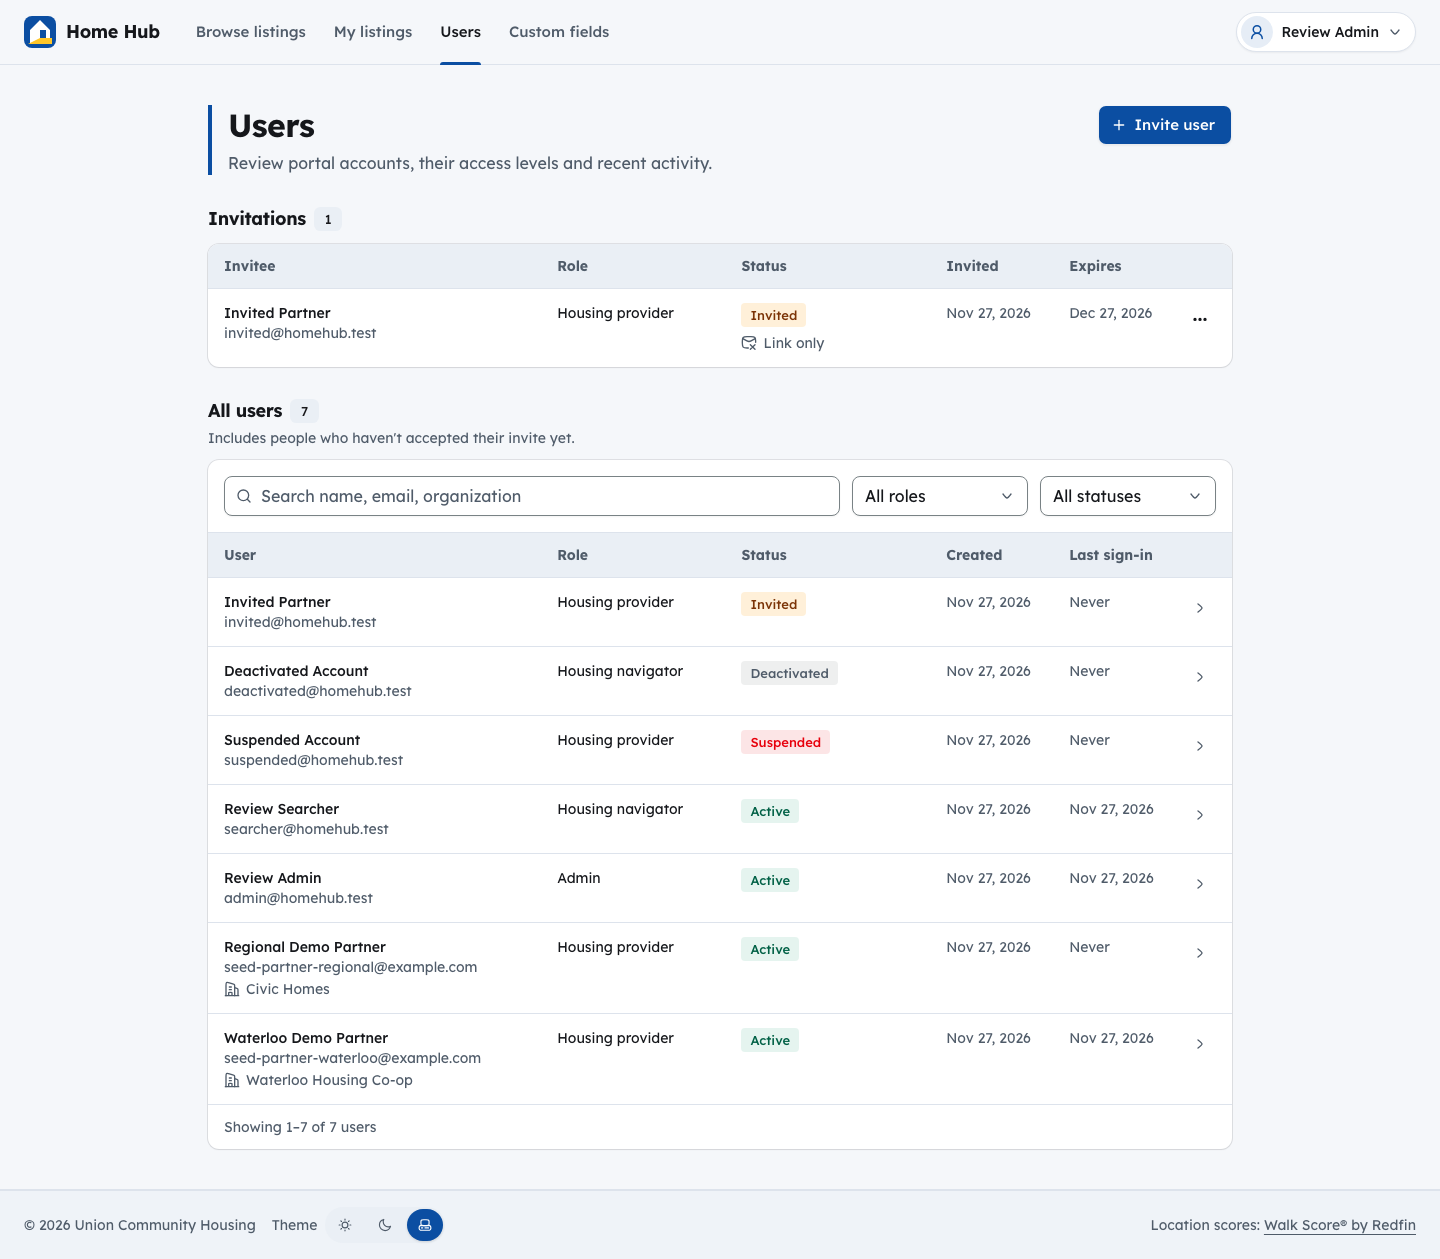 Home Hub
Browse listings
My listings
Users
Custom fields
Review Admin
Users
Invite user
Review portal accounts, their access levels and recent activity.
Invitations 1
Invitee Role Status Invited Expires
Invited Partner Housing provider Invited Nov 27, 2026 Dec 27, 2026
invited@homehub.test
Link only
All users 7
Includes people who haven't accepted their invite yet.
Search name, email, organization All roles All statuses
User Role Status Created Last sign-in
Invited Partner Housing provider Invited Nov 27, 2026 Never
invited@homehub.test
Deactivated Account Housing navigator Deactivated Nov 27, 2026 Never
deactivated@homehub.test
Suspended Account Housing provider Suspended Nov 27, 2026 Never
suspended@homehub.test
Review Searcher Housing navigator Active Nov 27, 2026 Nov 27, 2026
searcher@homehub.test
Review Admin Admin Active Nov 27, 2026 Nov 27, 2026
admin@homehub.test
Regional Demo Partner Housing provider Active Nov 27, 2026 Never
seed-partner-regional@example.com
Civic Homes
Waterloo Demo Partner Housing provider Active Nov 27, 2026 Nov 27, 2026
seed-partner-waterloo@example.com
Waterloo Housing Co-op
Showing 1–7 of 7 users
© 2026 Union Community Housing Theme Location scores: Walk Score® by Redfin